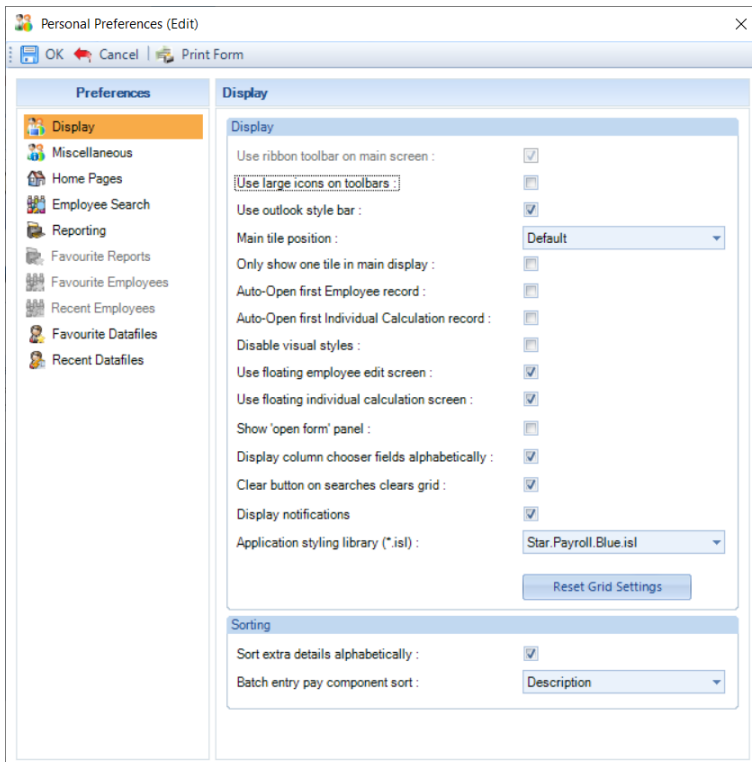 Personal Preferences (Edit)
OK Cancel Print Form
Preferences
Display
Miscellaneous
Home Pages
Employee Search
Reporting
Favourite Reports
Favourite Employees
Recent Employees
Favourite Datafiles
Recent Datafiles
Display
Display
Use ribbon toolbar on main screen :
Use large icons on toolbars :
Use outlook style bar :
Main tile position : Default
Only show one tile in main display :
Auto-Open first Employee record :
Auto-Open first Individual Calculation record :
Disable visual styles :
Use floating employee edit screen :
Use floating individual calculation screen :
Show 'open form' panel :
Display column chooser fields alphabetically :
Clear button on searches clears grid :
Display notifications
Application styling library (*.isl) : Star.Payroll.Blue.isl
Reset Grid Settings
Sorting
Sort extra details alphabetically :
Batch entry pay component sort : Description